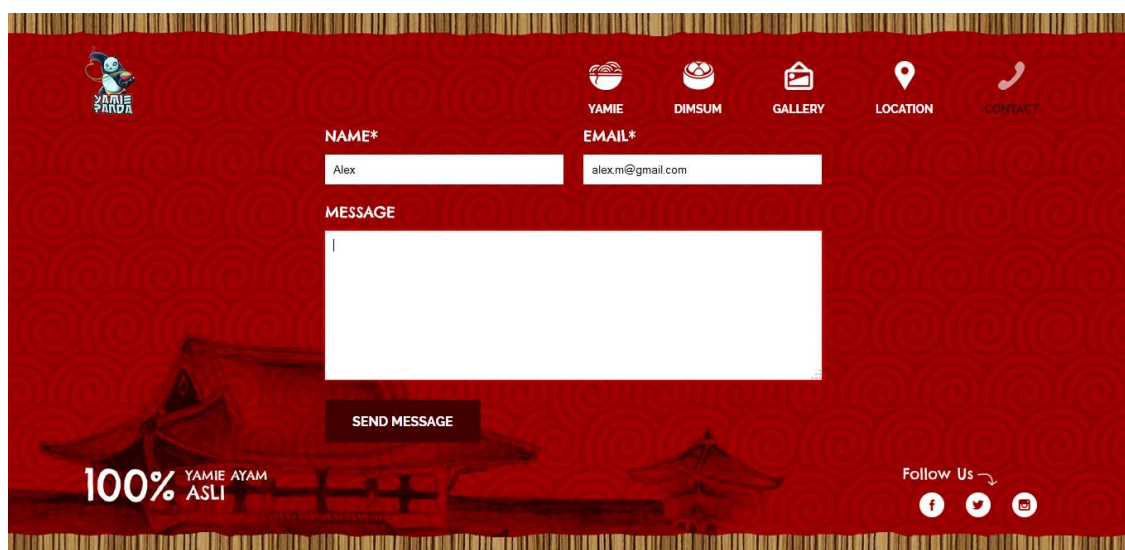 YAMIE
PANDA
YAMIE DIMSUM GALLERY LOCATION CONTACT
NAME* EMAIL*
Alex alex.m@gmail.com
MESSAGE
SEND MESSAGE
100% YAMIE AYAM
ASLI
Follow Us